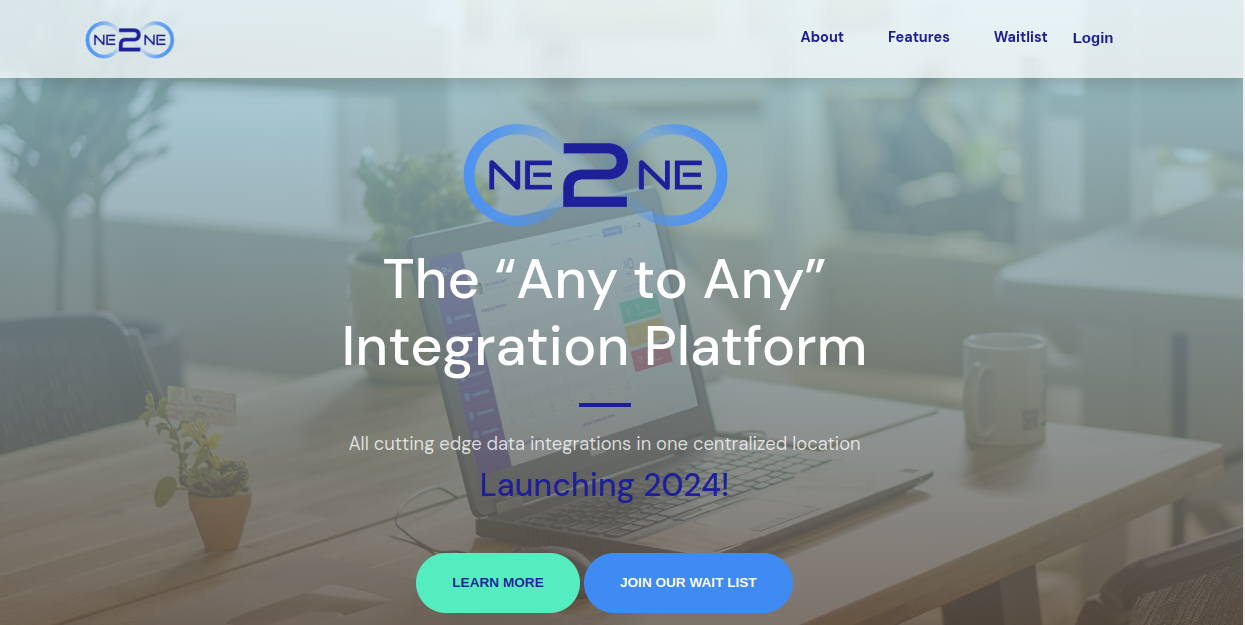 NE2NE
About
Features
Waitlist
Login
NE2NE
The “Any to Any”
Integration Platform
All cutting edge data integrations in one centralized location
Launching 2024!
LEARN MORE
JOIN OUR WAIT LIST